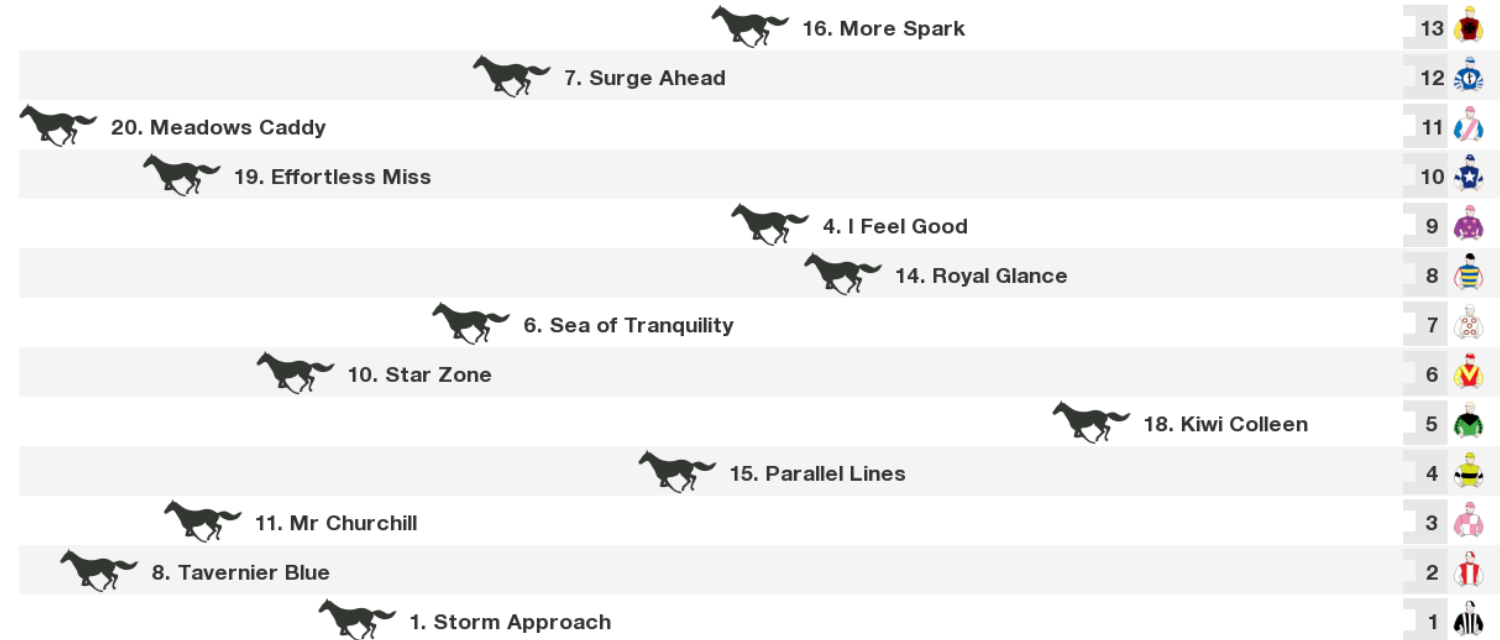 16. More Spark 13
7. Surge Ahead 12
20. Meadows Caddy 11
19. Effortless Miss 10
4. I Feel Good 9
14. Royal Glance 8
6. Sea of Tranquility 7
10. Star Zone 6
18. Kiwi Colleen 5
15. Parallel Lines 4
11. Mr Churchill 3
8. Tavernier Blue 2
1. Storm Approach 1